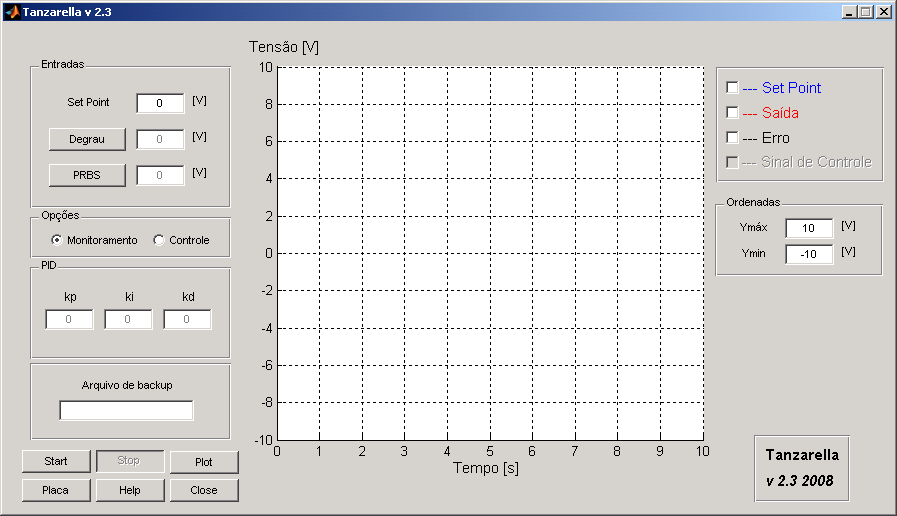 Tanzarella v 2.3
Entradas
Set Point 0 [V]
Degrau 0 [V]
PRBS 0 [V]
Opções
Monitoramento Controle
PID
kp ki kd
0 0 0
Arquivo de backup
Start Stop Plot
Placa Help Close
Tensão [V]
10
8
6
4
2
0
-2
-4
-6
-8
-10
0 1 2 3 4 5 6 7 8 9 10
Tempo [s]
--- Set Point
--- Saída
--- Erro
--- Sinal de Controle
Ordenadas
Ymáx 10 [V]
Ymin -10 [V]
Tanzarella
v 2.3 2008